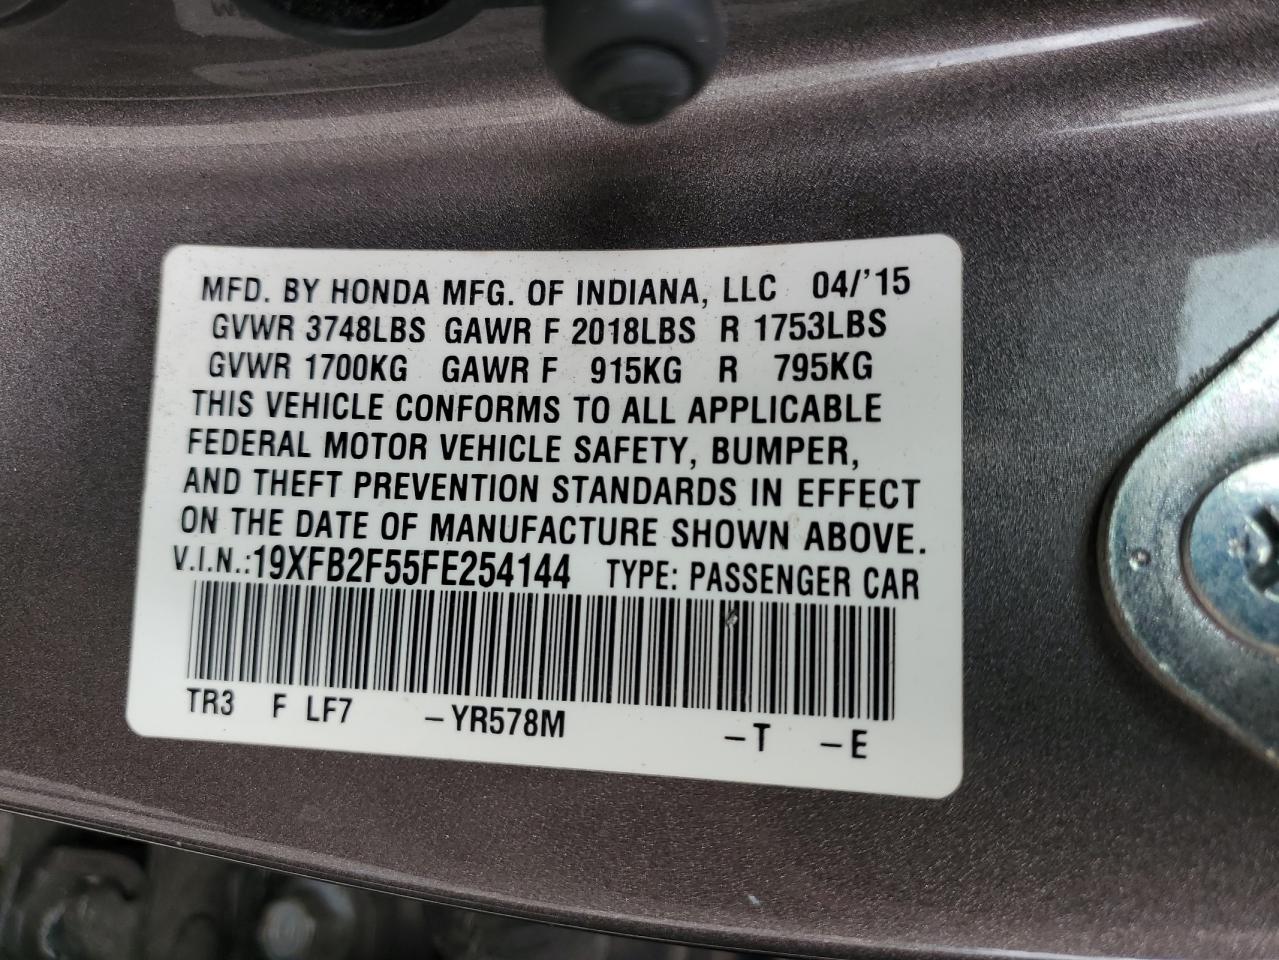 MFD. BY HONDA MFG. OF INDIANA, LLC 04/'15
GVWR 3748LBS GAWR F 2018LBS R 1753LBS
GVWR 1700KG GAWR F 915KG R 795KG
THIS VEHICLE CONFORMS TO ALL APPLICABLE
FEDERAL MOTOR VEHICLE SAFETY, BUMPER,
AND THEFT PREVENTION STANDARDS IN EFFECT
ON THE DATE OF MANUFACTURE SHOWN ABOVE.
V.I.N.:19XFB2F55FE254144 TYPE: PASSENGER CAR
TR3 F LF7 –YR578M –T –E